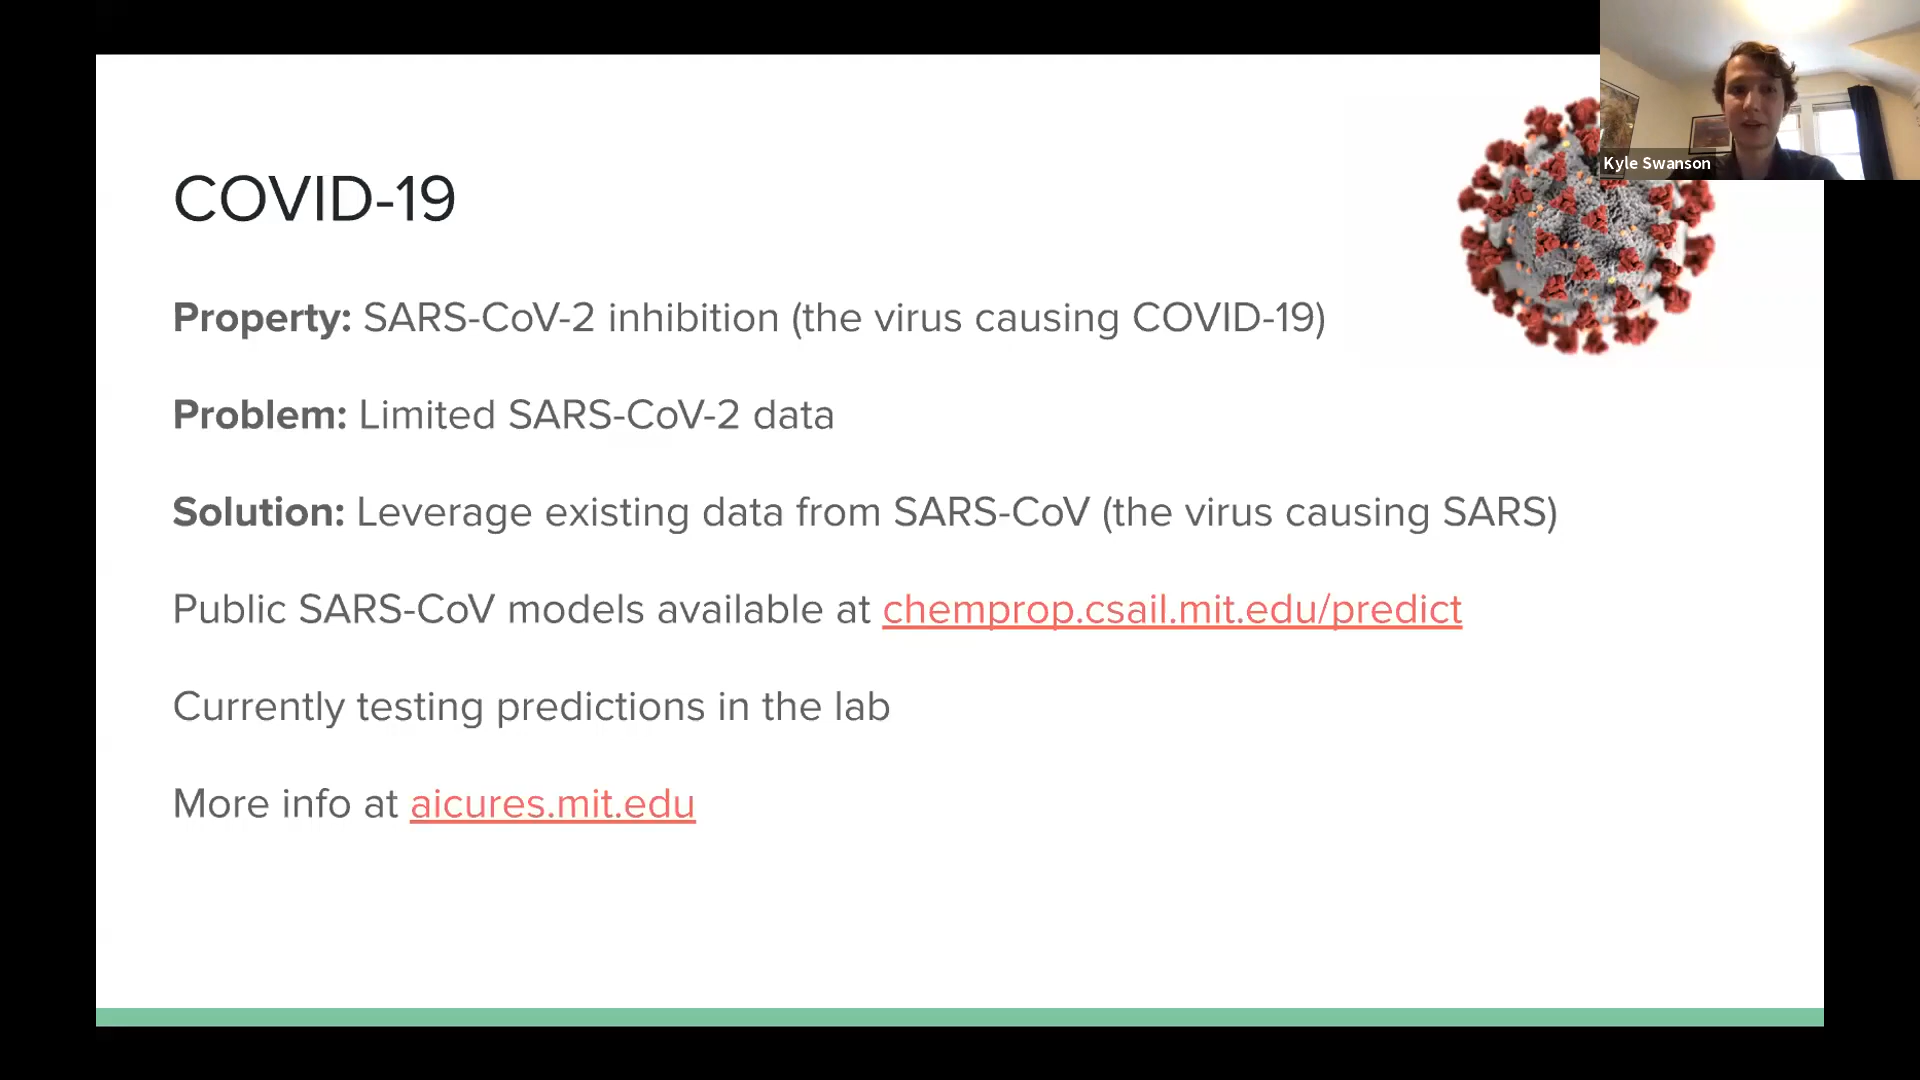 Kyle Swanson
COVID-19
Property: SARS-CoV-2 inhibition (the virus causing COVID-19)
Problem: Limited SARS-CoV-2 data
Solution: Leverage existing data from SARS-CoV (the virus causing SARS)
Public SARS-CoV models available at chemprop.csail.mit.edu/predict
Currently testing predictions in the lab
More info at aicures.mit.edu